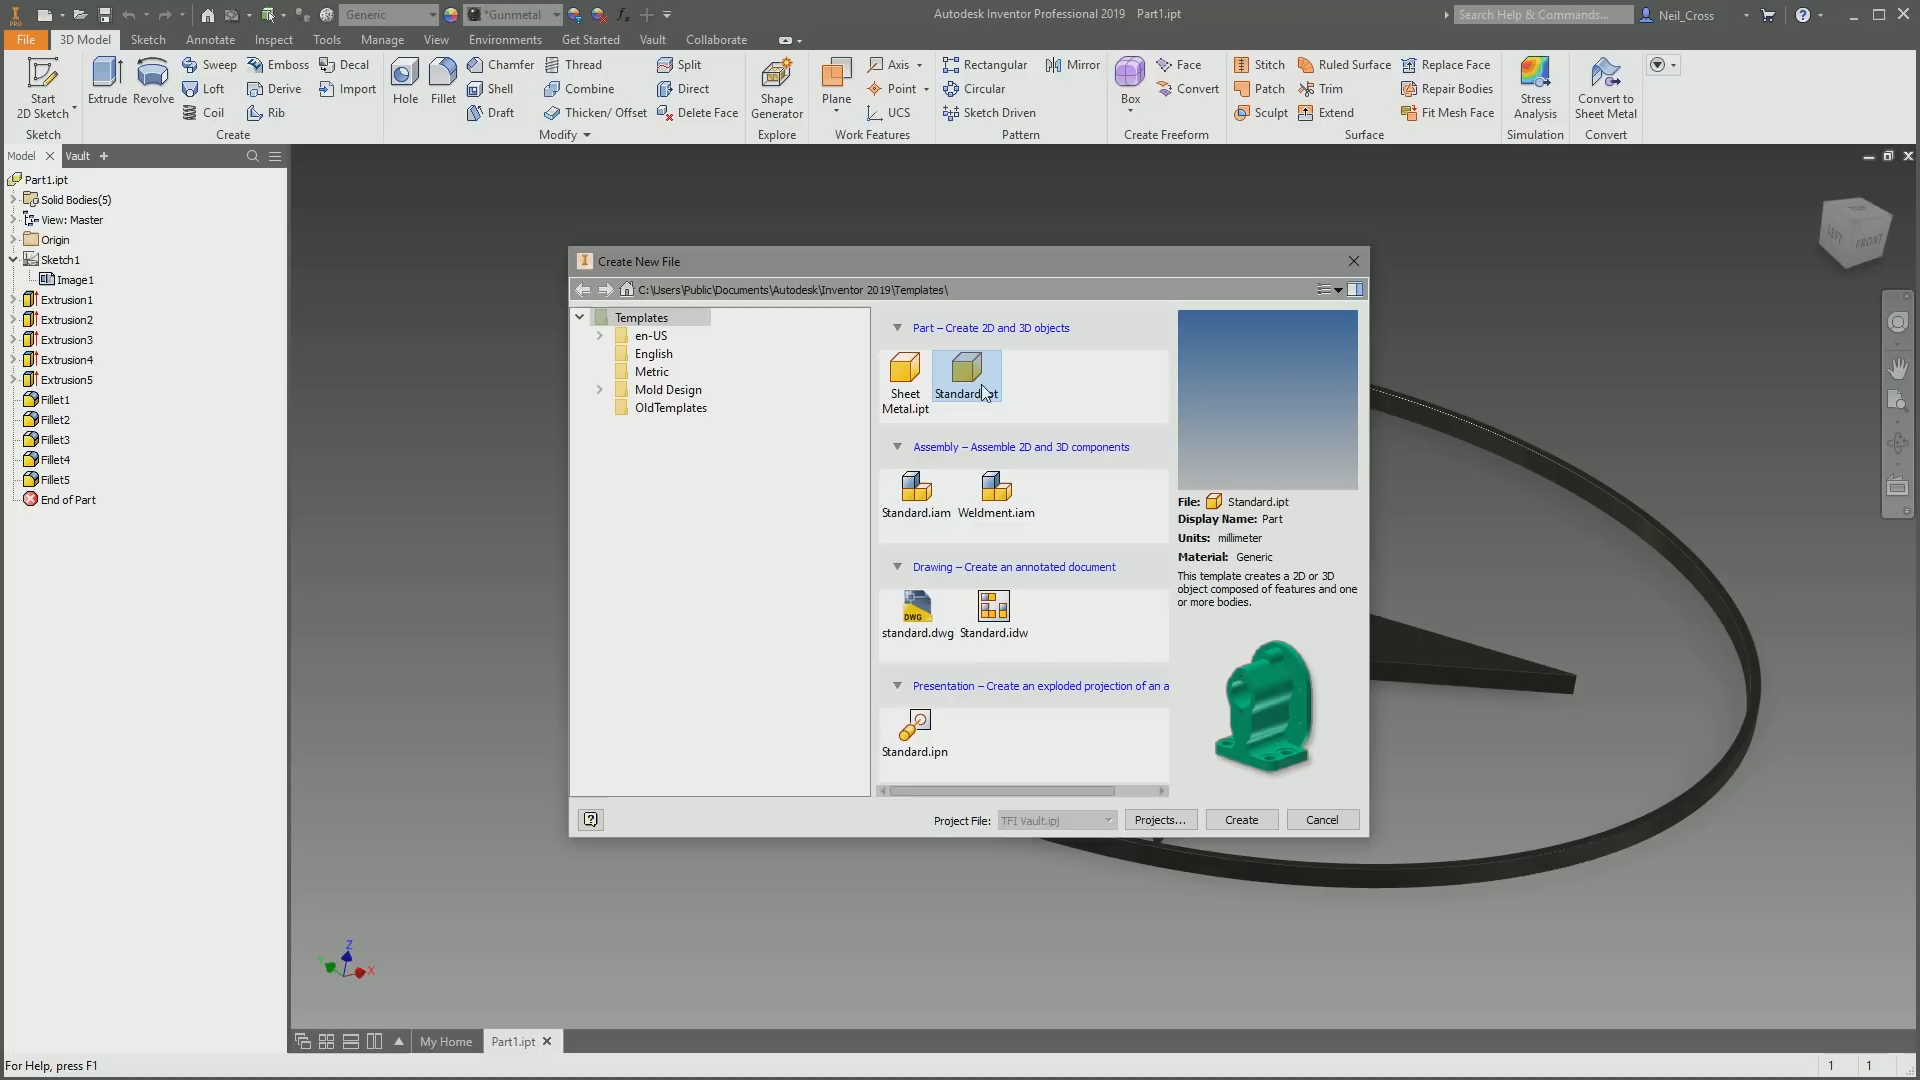 PRO
Generic
*Gunmetal
Autodesk Inventor Professional 2019 Part1.ipt
Search Help & Commands...
Neil_Cross
File
3D Model
Sketch
Annotate
Inspect
Tools
Manage
View
Environments
Get Started
Vault
Collaborate
Start
2D Sketch
Sketch
Extrude
Revolve
Sweep
Loft
Coil
Emboss
Derive
Rib
Decal
Import
Create
Hole
Fillet
Chamfer
Shell
Draft
Thread
Combine
Thicken/ Offset
Split
Direct
Delete Face
Modify
Shape
Generator
Explore
Plane
Axis
Point
UCS
Work Features
Rectangular
Circular
Sketch Driven
Mirror
Pattern
Box
Face
Convert
Create Freeform
Stitch
Patch
Sculpt
Ruled Surface
Trim
Extend
Replace Face
Repair Bodies
Fit Mesh Face
Surface
Stress
Analysis
Simulation
Convert to
Sheet Metal
Convert
Model
Vault
Part1.ipt
Solid Bodies(5)
View: Master
Origin
Sketch1
Image1
Extrusion1
Extrusion2
Extrusion3
Extrusion4
Extrusion5
Fillet1
Fillet2
Fillet3
Fillet4
Fillet5
End of Part
LEFT
FRONT
Create New File
C:\Users\Public\Documents\Autodesk\Inventor 2019\Templates\
Templates
en-US
English
Metric
Mold Design
OldTemplates
Part – Create 2D and 3D objects
Sheet
Metal.ipt
Standard.ipt
Assembly – Assemble 2D and 3D components
Standard.iam
Weldment.iam
Drawing – Create an annotated document
DWG
standard.dwg
Standard.idw
Presentation – Create an exploded projection of an a
Standard.ipn
File: Standard.ipt
Display Name: Part
Units: millimeter
Material: Generic
This template creates a 2D or 3D
object composed of features and one
or more bodies.
Project File:
TFI Vault.ipj
Projects...
Create
Cancel
Z
X
My Home
Part1.ipt
For Help, press F1
1
1